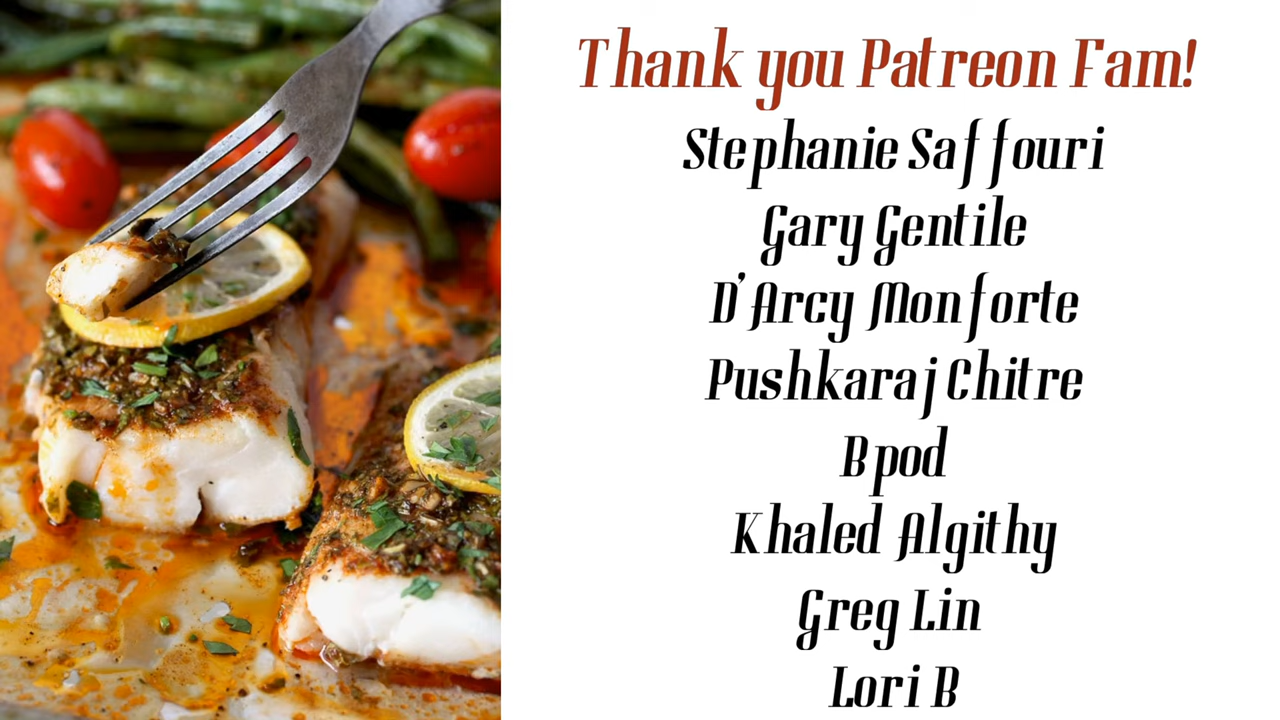 Thank you Patreon Fam!
Stephanie Saffouri
Gary Gentile
D'Arcy Monforte
Pushkaraj Chitre
Bpod
Khaled Algithy
Greg Lin
Lori B